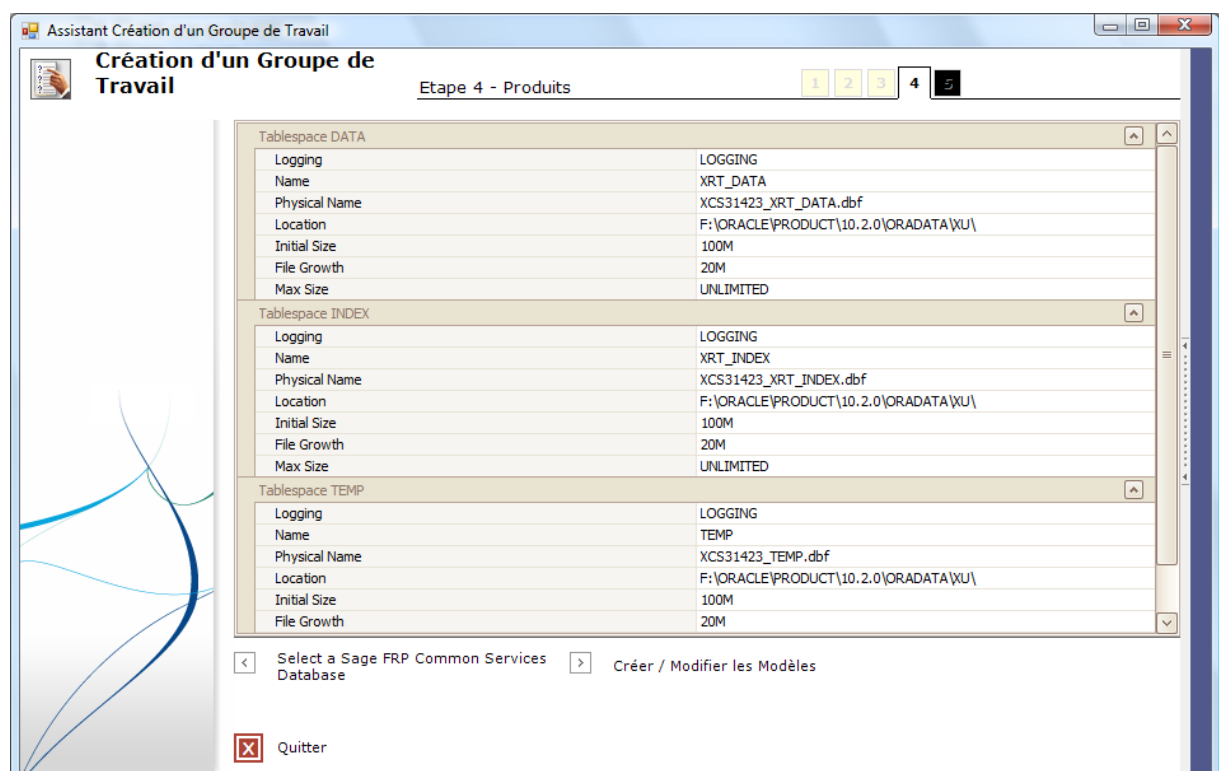 Assistant Création d'un Groupe de Travail
Création d'un Groupe de
Travail
Etape 4 - Produits
1 2 3 4 5
Tablespace DATA
Logging LOGGING
Name XRT_DATA
Physical Name XCS31423_XRT_DATA.dbf
Location F:\ORACLE\PRODUCT\10.2.0\ORADATA\XU\
Initial Size 100M
File Growth 20M
Max Size UNLIMITED
Tablespace INDEX
Logging LOGGING
Name XRT_INDEX
Physical Name XCS31423_XRT_INDEX.dbf
Location F:\ORACLE\PRODUCT\10.2.0\ORADATA\XU\
Initial Size 100M
File Growth 20M
Max Size UNLIMITED
Tablespace TEMP
Logging LOGGING
Name TEMP
Physical Name XCS31423_TEMP.dbf
Location F:\ORACLE\PRODUCT\10.2.0\ORADATA\XU\
Initial Size 100M
File Growth 20M
Select a Sage FRP Common Services
Database
Créer / Modifier les Modèles
Quitter